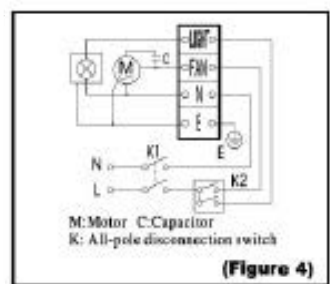 LIGHT
M
C
FAN
N
E
E
N
K1
L
K2
M:Motor C:Capacitor
K: All-pole disconnection switch
(Figure 4)